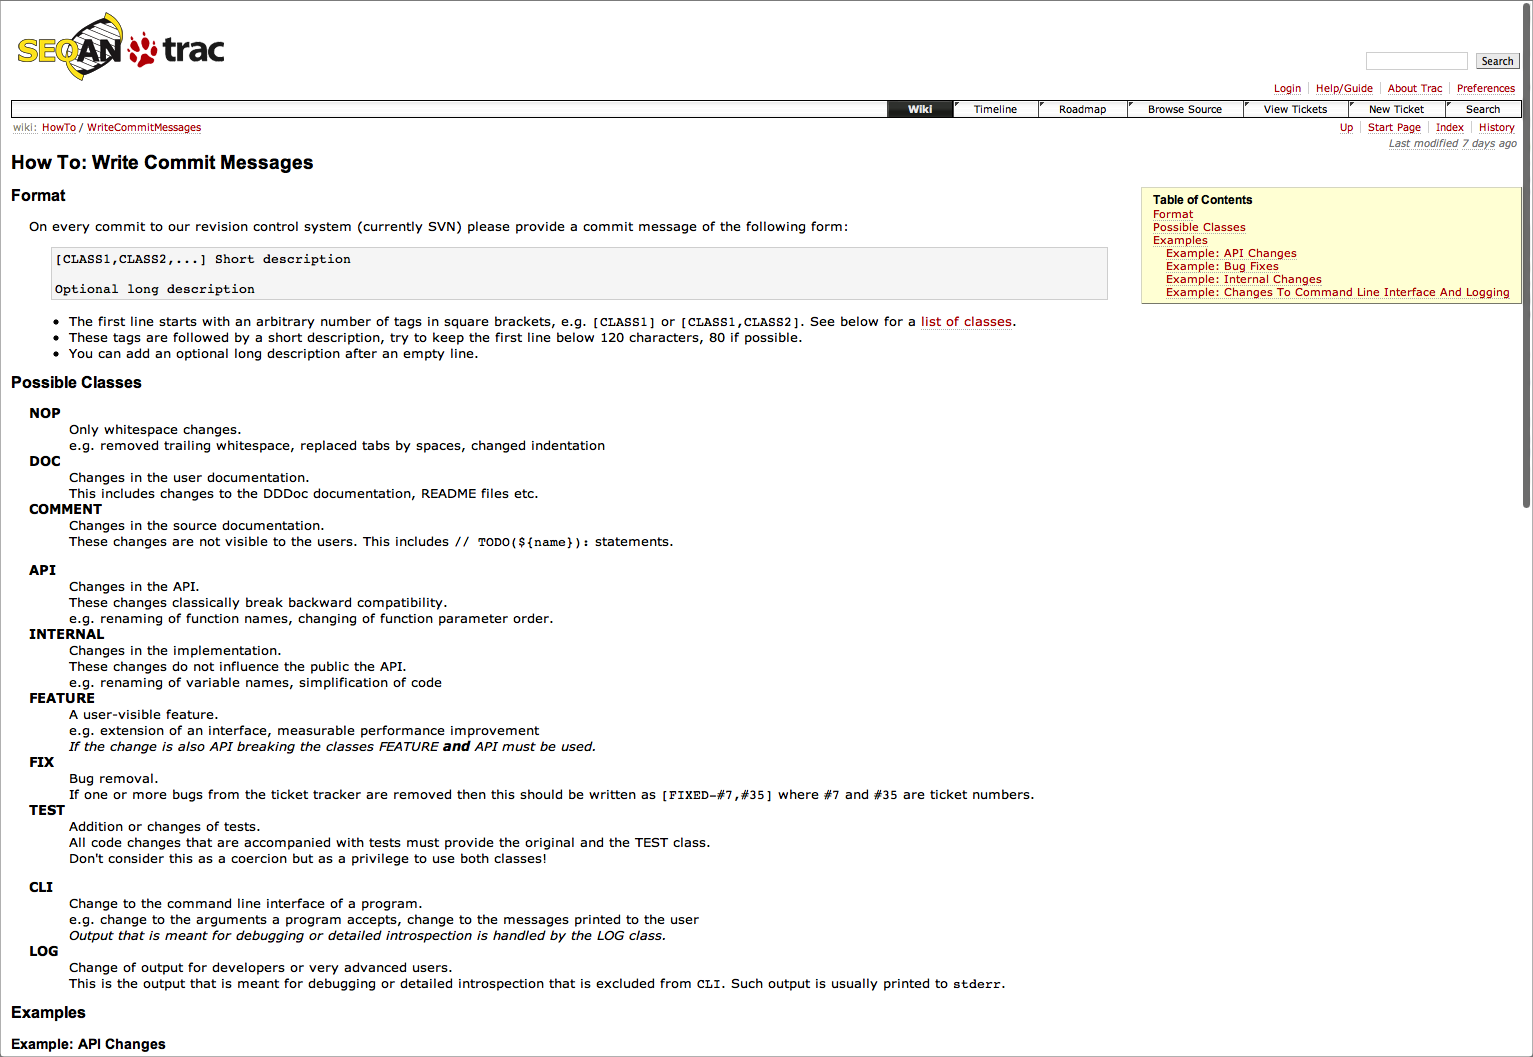 SEQAN trac
Search
Login Help/Guide About Trac Preferences
Wiki Timeline Roadmap Browse Source View Tickets New Ticket Search
wiki: HowTo / WriteCommitMessages
Up Start Page Index History
Last modified 7 days ago
How To: Write Commit Messages
Format
On every commit to our revision control system (currently SVN) please provide a commit message of the following form:
[CLASS1,CLASS2,...] Short description
Optional long description
Table of Contents
Format
Possible Classes
Examples
Example: API Changes
Example: Bug Fixes
Example: Internal Changes
Example: Changes To Command Line Interface And Logging
• The first line starts with an arbitrary number of tags in square brackets, e.g. [CLASS1] or [CLASS1,CLASS2]. See below for a list of classes.
• These tags are followed by a short description, try to keep the first line below 120 characters, 80 if possible.
• You can add an optional long description after an empty line.
Possible Classes
NOP
Only whitespace changes.
e.g. removed trailing whitespace, replaced tabs by spaces, changed indentation
DOC
Changes in the user documentation.
This includes changes to the DDDoc documentation, README files etc.
COMMENT
Changes in the source documentation.
These changes are not visible to the users. This includes // TODO(${name}): statements.
API
Changes in the API.
These changes classically break backward compatibility.
e.g. renaming of function names, changing of function parameter order.
INTERNAL
Changes in the implementation.
These changes do not influence the public the API.
e.g. renaming of variable names, simplification of code
FEATURE
A user-visible feature.
e.g. extension of an interface, measurable performance improvement
If the change is also API breaking the classes FEATURE and API must be used.
FIX
Bug removal.
If one or more bugs from the ticket tracker are removed then this should be written as [FIXED-#7,#35] where #7 and #35 are ticket numbers.
TEST
Addition or changes of tests.
All code changes that are accompanied with tests must provide the original and the TEST class.
Don't consider this as a coercion but as a privilege to use both classes!
CLI
Change to the command line interface of a program.
e.g. change to the arguments a program accepts, change to the messages printed to the user
Output that is meant for debugging or detailed introspection is handled by the LOG class.
LOG
Change of output for developers or very advanced users.
This is the output that is meant for debugging or detailed introspection that is excluded from CLI. Such output is usually printed to stderr.
Examples
Example: API Changes